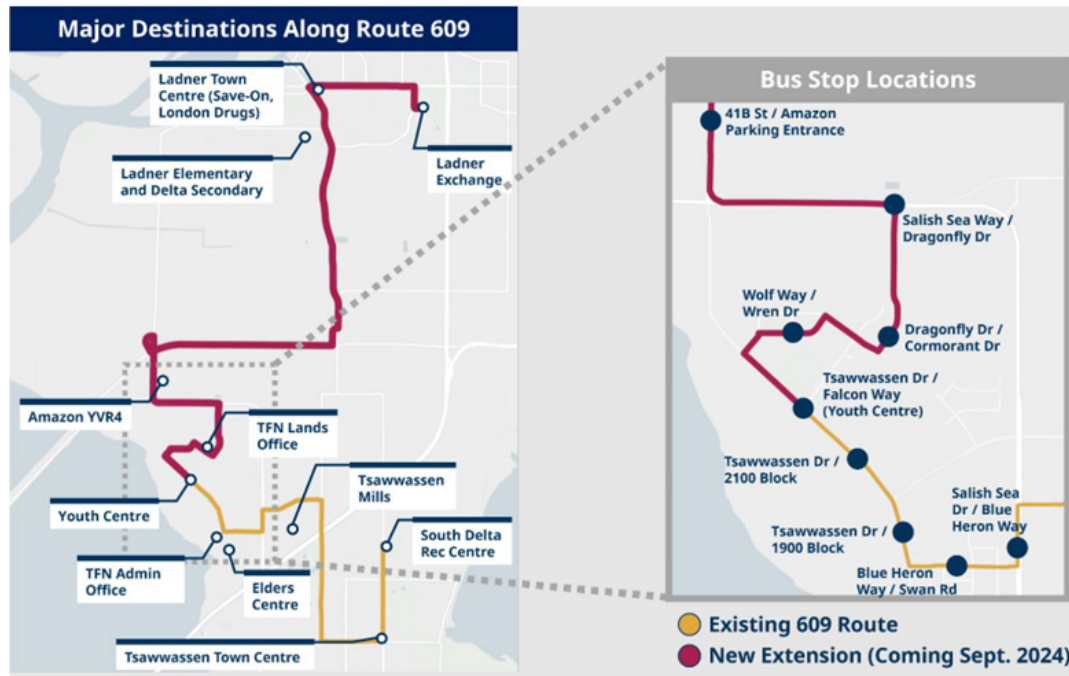 Major Destinations Along Route 609
Ladner Town
Centre (Save-On,
London Drugs)
Ladner Elementary
and Delta Secondary
Ladner
Exchange
Amazon YVR4
TFN Lands
Office
Tsawwassen
Mills
Youth Centre
South Delta
Rec Centre
TFN Admin
Office
Elders
Centre
Tsawwassen Town Centre
Bus Stop Locations
41B St / Amazon
Parking Entrance
Salish Sea Way /
Dragonfly Dr
Wolf Way /
Wren Dr
Dragonfly Dr /
Cormorant Dr
Tsawwassen Dr /
Falcon Way
(Youth Centre)
Tsawwassen Dr /
2100 Block
Salish Sea
Dr / Blue
Heron Way
Tsawwassen Dr /
1900 Block
Blue Heron
Way / Swan Rd
Existing 609 Route
New Extension (Coming Sept. 2024)